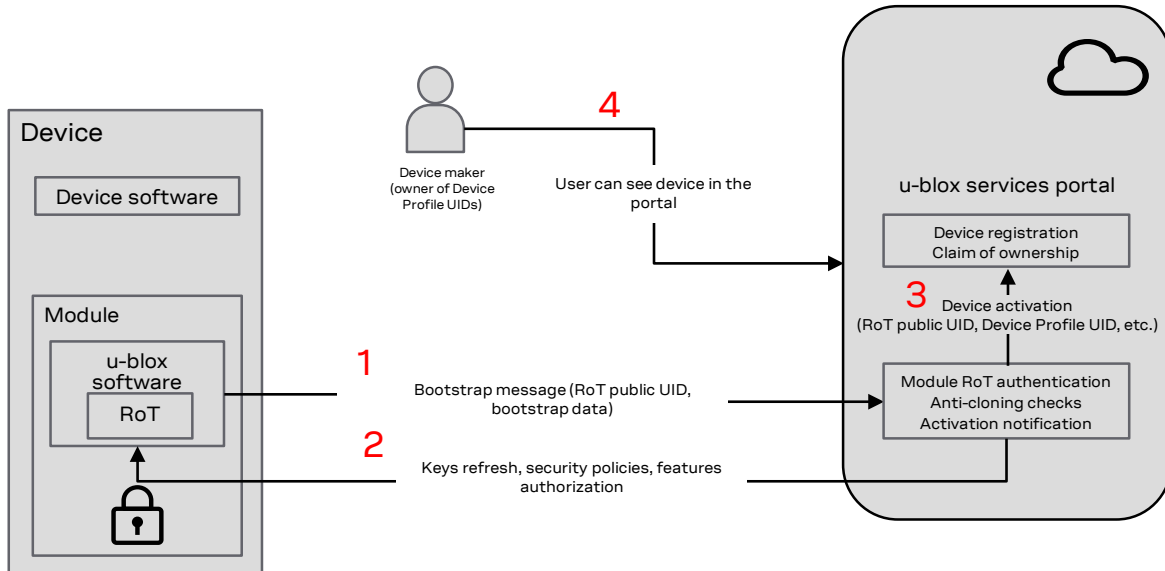 Device
Device software
Module
u-blox
software
RoT
Device maker
(owner of Device
Profile UIDs)
4
User can see device in the
portal
1
Bootstrap message (RoT public UID,
bootstrap data)
2
Keys refresh, security policies, features
authorization
u-blox services portal
Device registration
Claim of ownership
3
Device activation
(RoT public UID, Device Profile UID, etc.)
Module RoT authentication
Anti-cloning checks
Activation notification